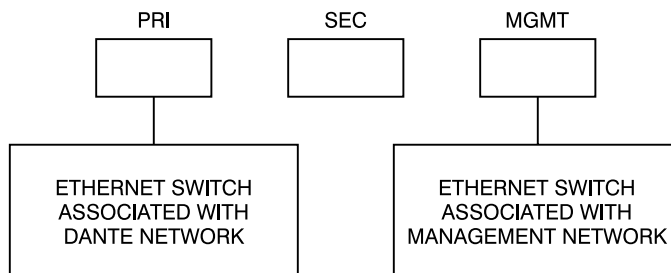 PRI SEC MGMT
ETHERNET SWITCH
ASSOCIATED WITH
DANTE NETWORK
ETHERNET SWITCH
ASSOCIATED WITH
MANAGEMENT NETWORK